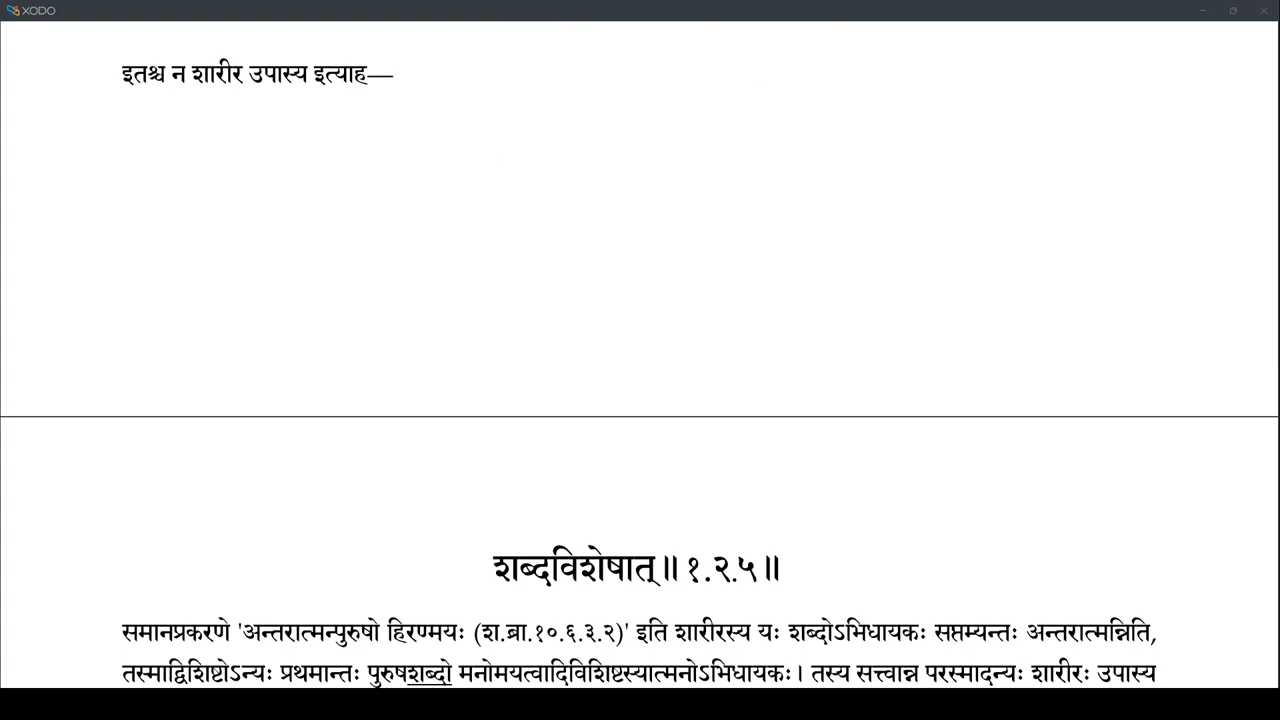 XODO
इतश्च न शारीर उपास्य इत्याह—
शब्दविशेषात्॥ १.२.५॥
समानप्रकरणे 'अन्तरात्मन्पुरुषो हिरण्मयः (श.ब्रा.१०.६.३.२)' इति शारीरस्य यः शब्दोऽभिधायकः सप्तम्यन्तः अन्तरात्मन्निति,
तस्माद्विशिष्टोऽन्यः प्रथमान्तः पुरुषशब्दो मनोमयत्वादिविशिष्टस्यात्मनोऽभिधायकः। तस्य सत्त्वान्न परस्मादन्यः शारीरः उपास्य